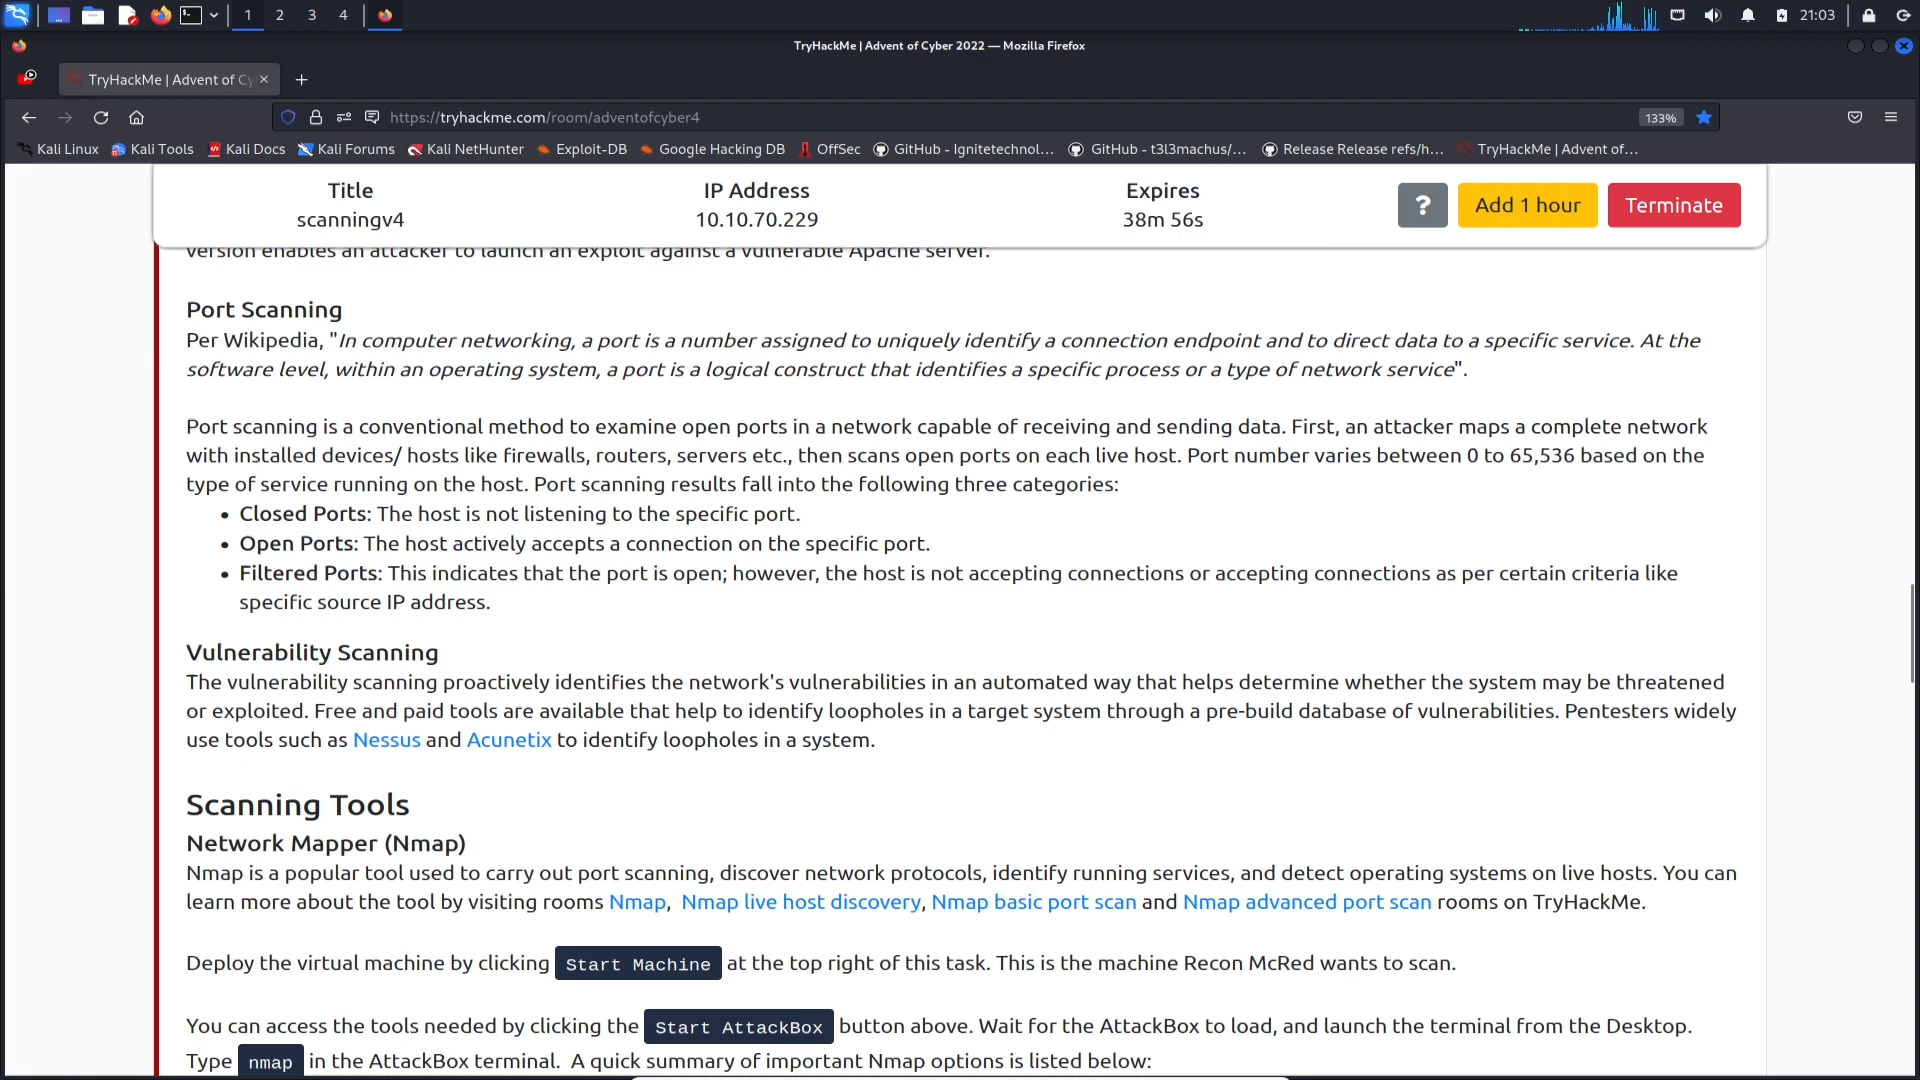 1 2 3 4 21:03
TryHackMe | Advent of Cyber 2022 — Mozilla Firefox
TryHackMe | Advent of Cy
https://tryhackme.com/room/adventofcyber4 133%
Kali Linux Kali Tools Kali Docs Kali Forums Kali NetHunter Exploit-DB Google Hacking DB OffSec GitHub - Ignitetechnol… GitHub - t3l3machus/… Release Release refs/h… TryHackMe | Advent of…
Title IP Address Expires
scanningv4 10.10.70.229 38m 56s
? Add 1 hour Terminate
version enables an attacker to launch an exploit against a vulnerable Apache server.
Port Scanning
Per Wikipedia, "In computer networking, a port is a number assigned to uniquely identify a connection endpoint and to direct data to a specific service. At the
software level, within an operating system, a port is a logical construct that identifies a specific process or a type of network service".
Port scanning is a conventional method to examine open ports in a network capable of receiving and sending data. First, an attacker maps a complete network
with installed devices/ hosts like firewalls, routers, servers etc., then scans open ports on each live host. Port number varies between 0 to 65,536 based on the
type of service running on the host. Port scanning results fall into the following three categories:
• Closed Ports: The host is not listening to the specific port.
• Open Ports: The host actively accepts a connection on the specific port.
• Filtered Ports: This indicates that the port is open; however, the host is not accepting connections or accepting connections as per certain criteria like
specific source IP address.
Vulnerability Scanning
The vulnerability scanning proactively identifies the network's vulnerabilities in an automated way that helps determine whether the system may be threatened
or exploited. Free and paid tools are available that help to identify loopholes in a target system through a pre-build database of vulnerabilities. Pentesters widely
use tools such as Nessus and Acunetix to identify loopholes in a system.
Scanning Tools
Network Mapper (Nmap)
Nmap is a popular tool used to carry out port scanning, discover network protocols, identify running services, and detect operating systems on live hosts. You can
learn more about the tool by visiting rooms Nmap, Nmap live host discovery, Nmap basic port scan and Nmap advanced port scan rooms on TryHackMe.
Deploy the virtual machine by clicking Start Machine at the top right of this task. This is the machine Recon McRed wants to scan.
You can access the tools needed by clicking the Start AttackBox button above. Wait for the AttackBox to load, and launch the terminal from the Desktop.
Type nmap in the AttackBox terminal. A quick summary of important Nmap options is listed below: